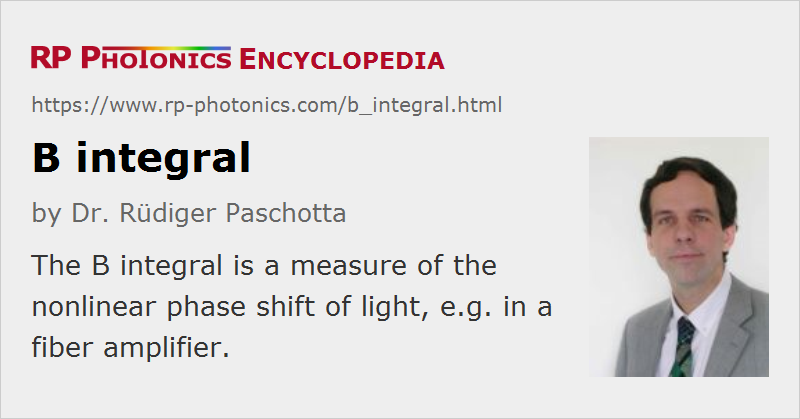 RP PHOTONICS ENCYCLOPEDIA
https://www.rp-photonics.com/b_integral.html
B integral
by Dr. Rüdiger Paschotta
The B integral is a measure of the
nonlinear phase shift of light, e.g. in a
fiber amplifier.